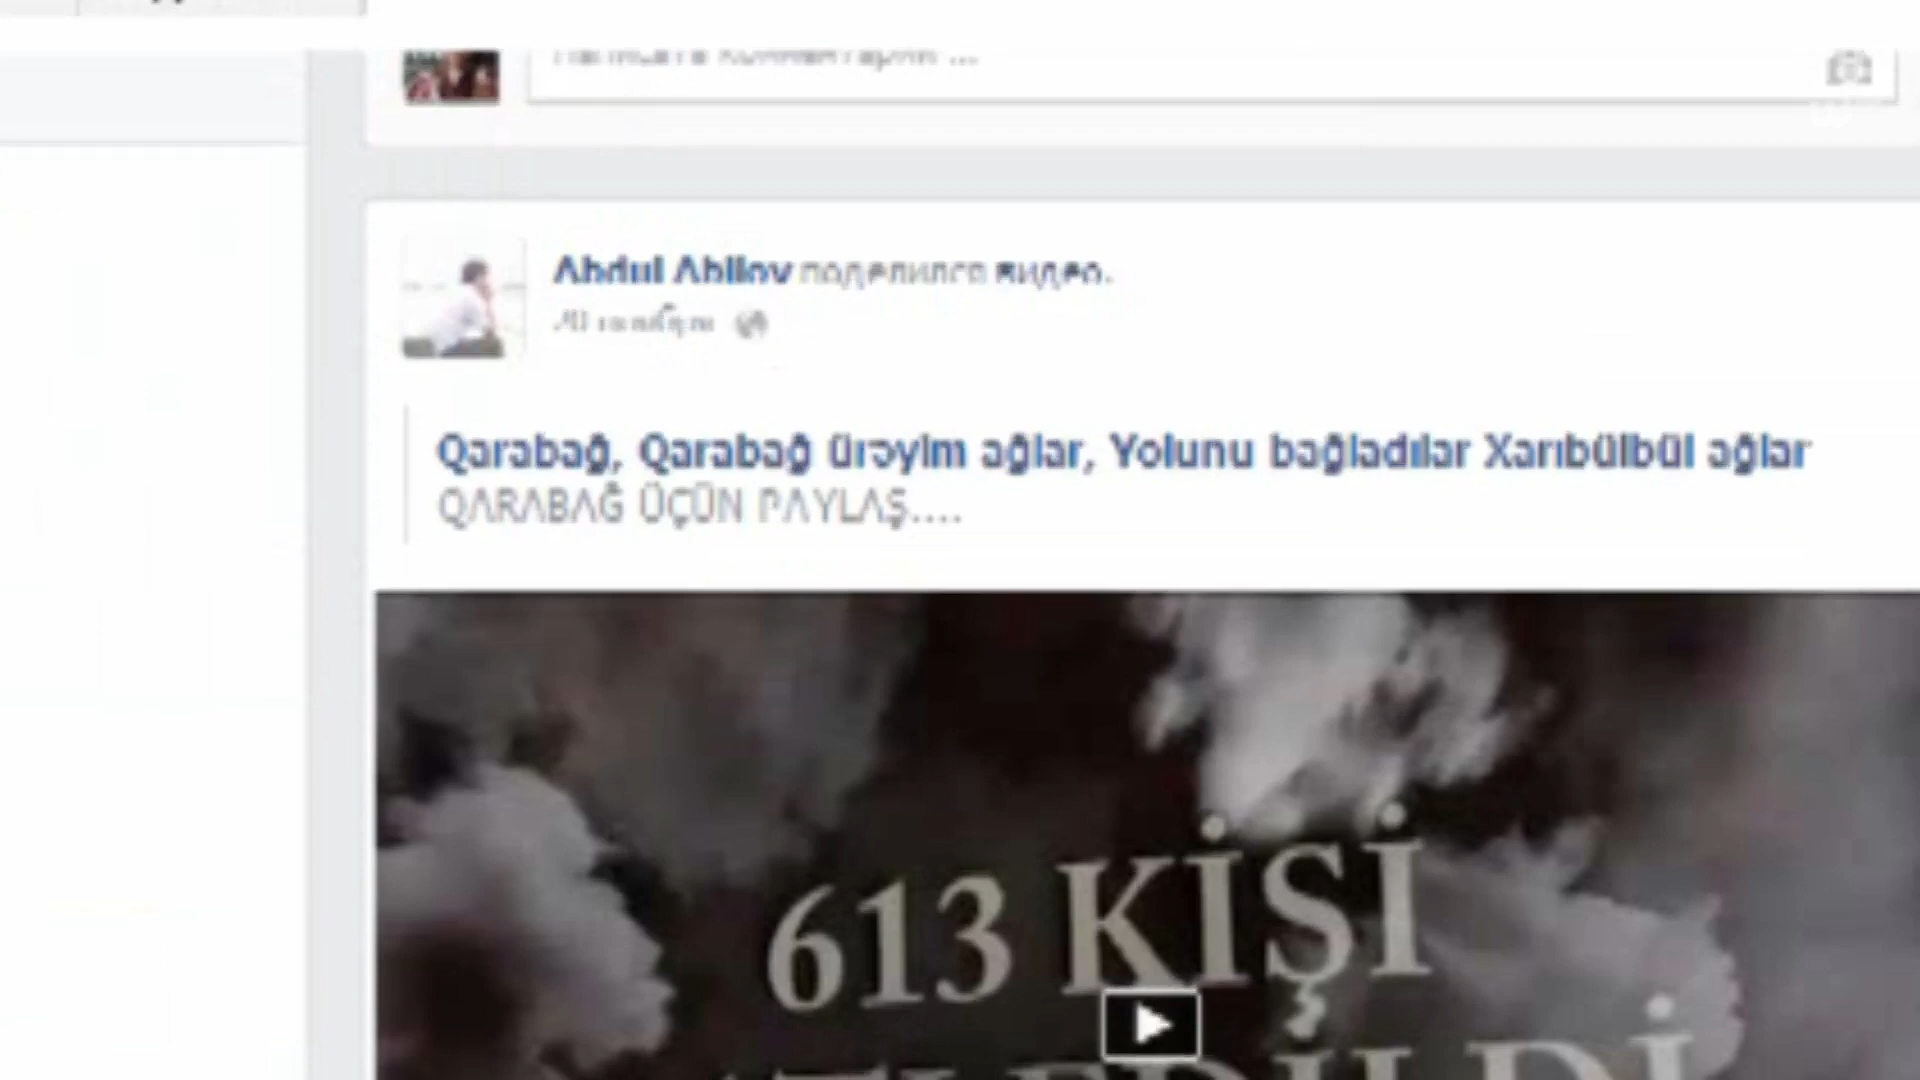 Abdul Abilov поделился видео.
Qarabağ, Qarabağ ürəyim ağlar, Yolunu bağladılar Xarıbülbül ağlar
QARABAĞ ÜÇÜN PAYLAŞ....
613 KİŞİ